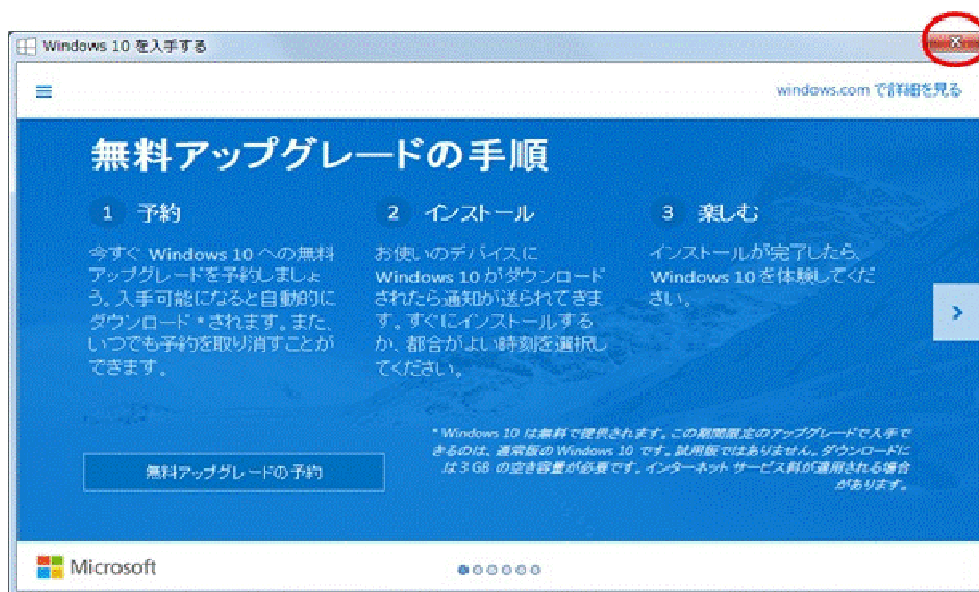 Windows 10 を入手する
windows.com で詳細を見る
無料アップグレードの手順
1 予約
今すぐ Windows 10 への無料
アップグレードを予約しましょ
う。入手可能になると自動的に
ダウンロード * されます。また、
いつでも予約を取り消すことが
できます。
2 インストール
お使いのデバイスに
Windows 10 がダウンロード
されたら通知が送られてきま
す。すぐにインストールする
か、都合がよい時刻を選択し
てください。
3 楽しむ
インストールが完了したら、
Windows 10 を体験してくだ
さい。
* Windows 10 は無料で提供されます。この期間限定のアップグレードで入手で
きるのは、通常版の Windows 10 です。試用版ではありません。ダウンロードに
は 3 GB の空き容量が必要です。インターネット サービス料が適用される場合
があります。
無料アップグレードの予約
Microsoft